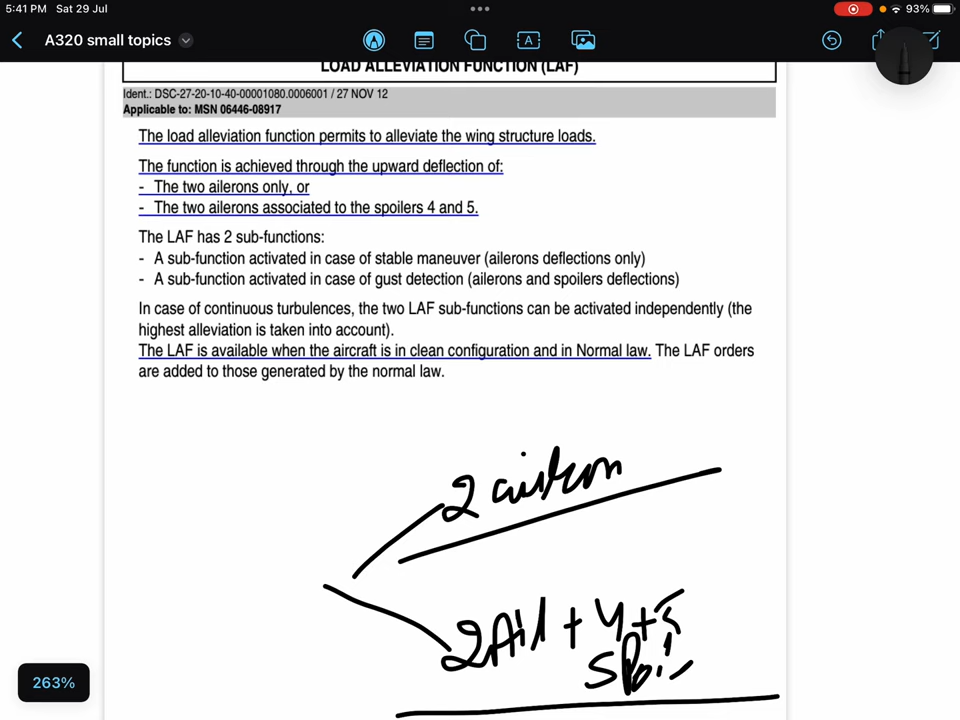 5:41 PM Sat 29 Jul
93%
A320 small topics
LOAD ALLEVIATION FUNCTION (LAF)
Ident.: DSC-27-20-10-40-00001080.0006001 / 27 NOV 12
Applicable to: MSN 06446-08917
The load alleviation function permits to alleviate the wing structure loads.
The function is achieved through the upward deflection of:
- The two ailerons only, or
- The two ailerons associated to the spoilers 4 and 5.
The LAF has 2 sub-functions:
- A sub-function activated in case of stable maneuver (ailerons deflections only)
- A sub-function activated in case of gust detection (ailerons and spoilers deflections)
In case of continuous turbulences, the two LAF sub-functions can be activated independently (the
highest alleviation is taken into account).
The LAF is available when the aircraft is in clean configuration and in Normal law. The LAF orders
are added to those generated by the normal law.
2
2 Ail + 4 + 5
263%